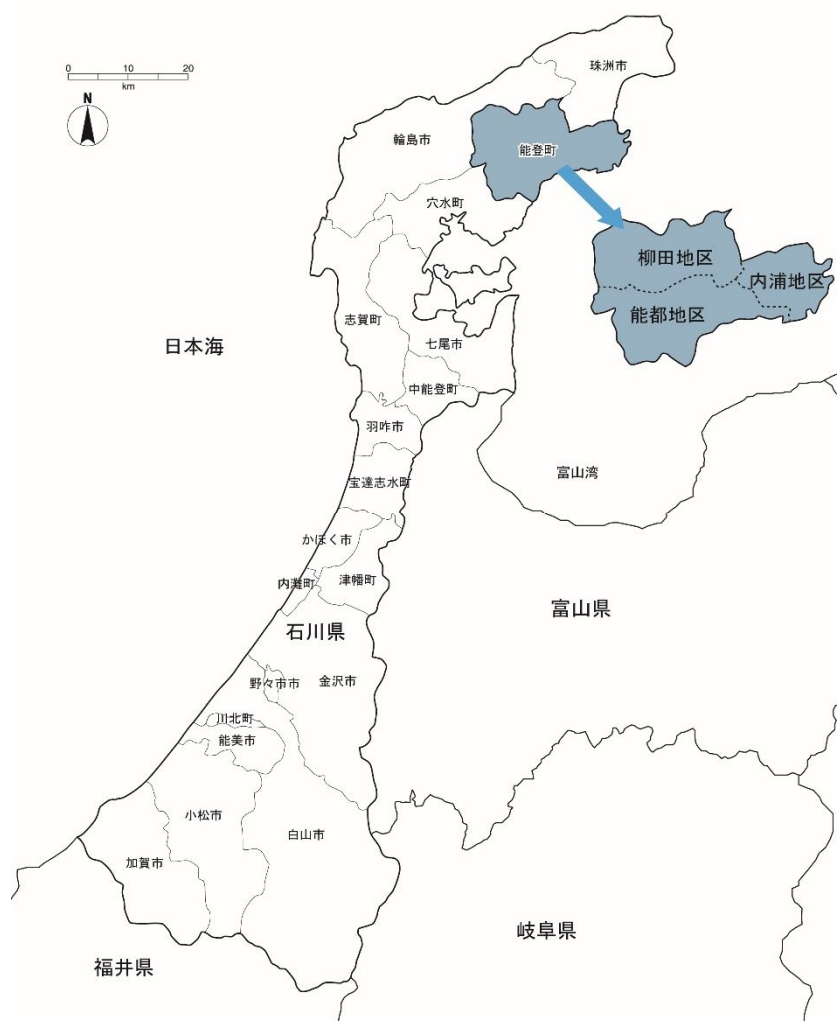 0 10 20
km
N
珠洲市
輪島市
能登町
穴水町
柳田地区
内浦地区
能都地区
志賀町
日本海
七尾市
中能登町
羽咋市
富山湾
宝達志水町
かほく市
内灘町
津幡町
石川県
富山県
野々市市
金沢市
川北町
能美市
小松市
白山市
加賀市
岐阜県
福井県